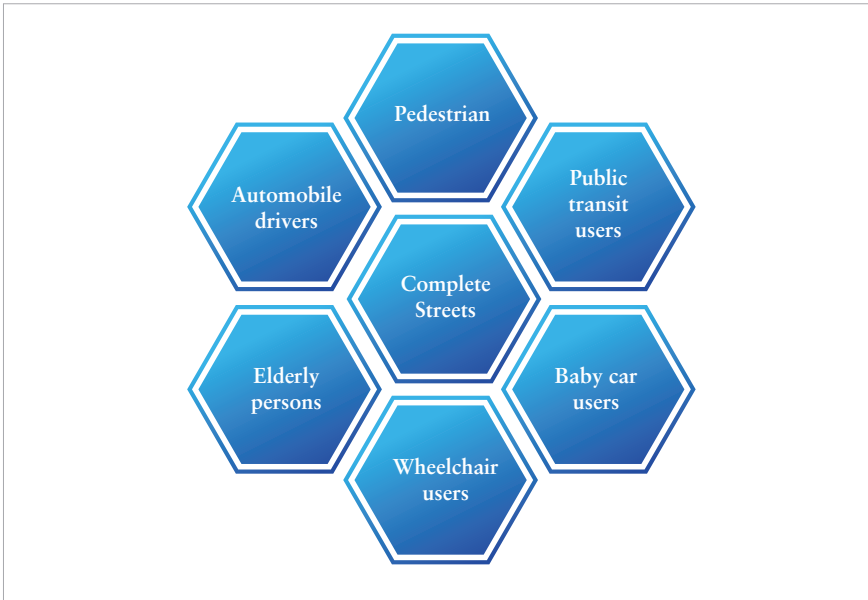 Pedestrian
Automobile
drivers
Public
transit
users
Complete
Streets
Elderly
persons
Baby car
users
Wheelchair
users